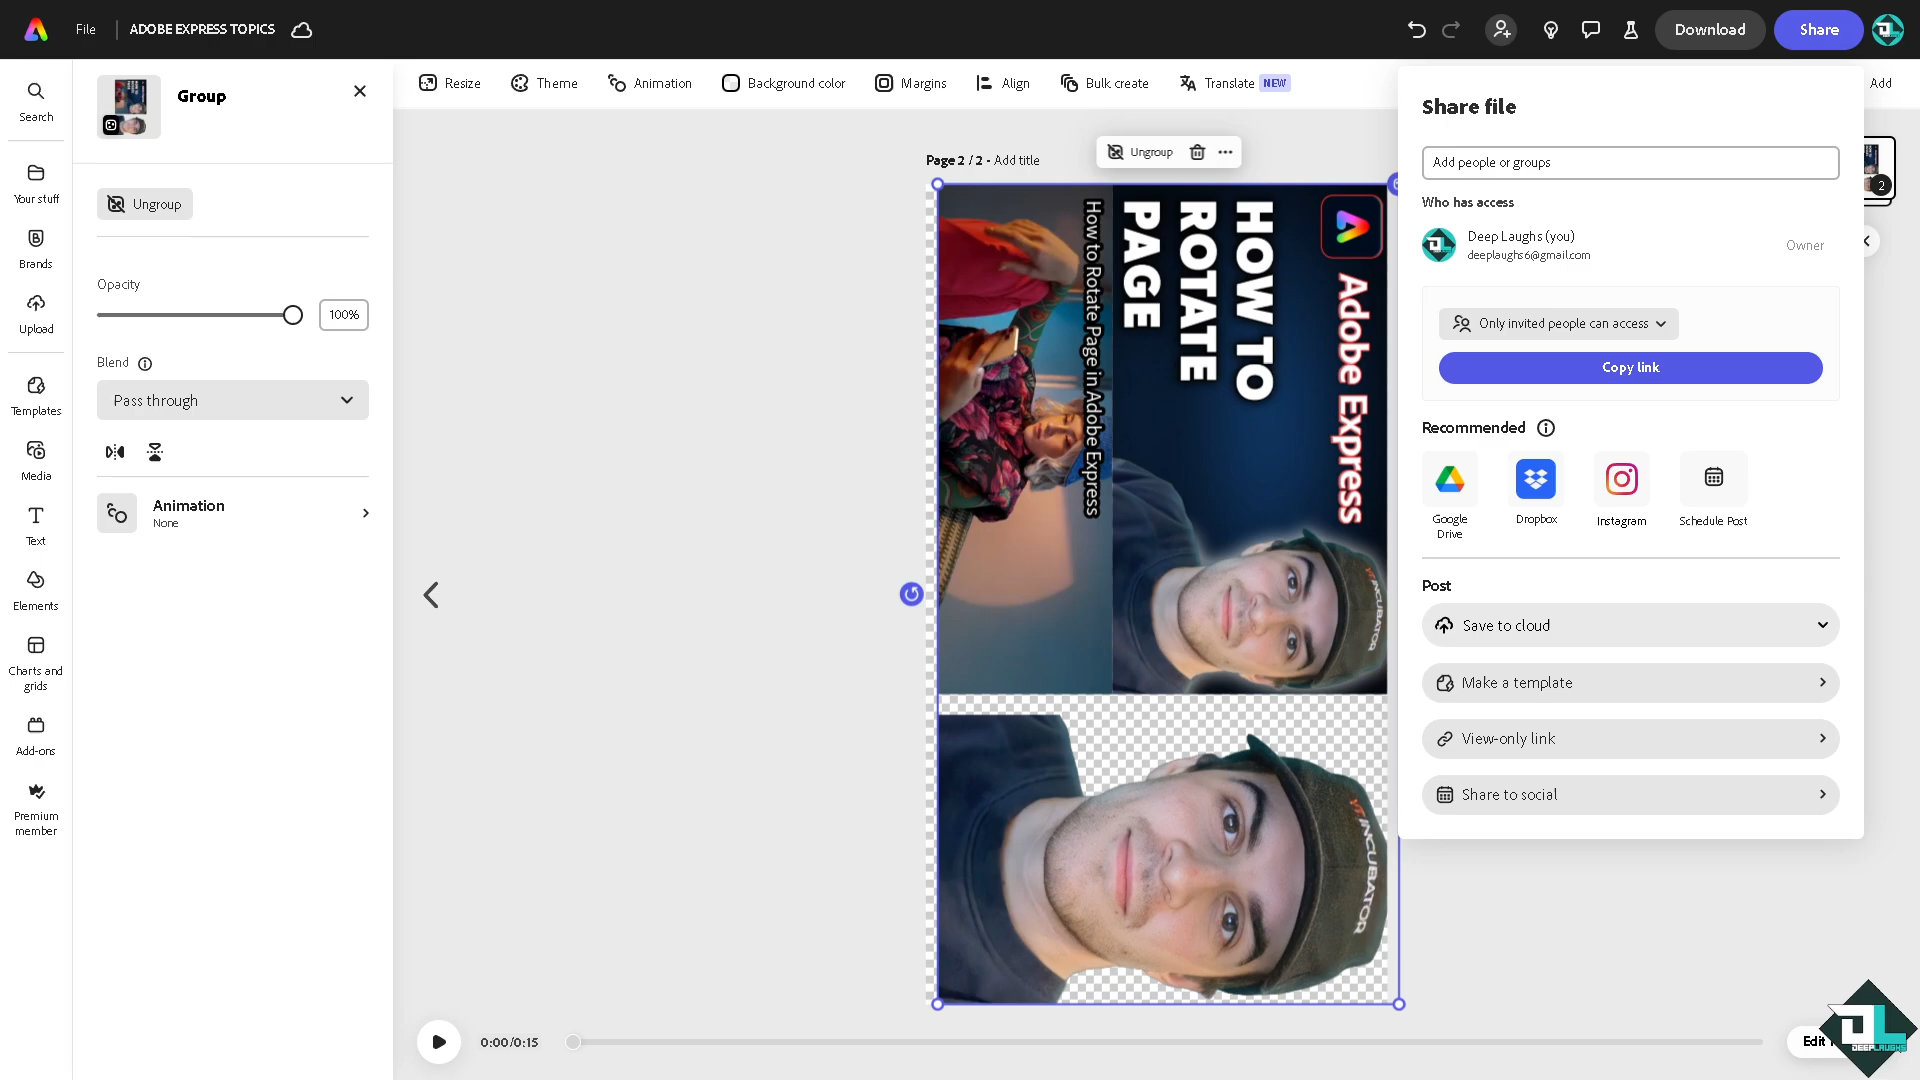 File
ADOBE EXPRESS TOPICS
Download
Share
Search
Your stuff
Brands
Upload
Templates
Media
Text
Elements
Charts and
grids
Add-ons
Premium
member
Group
Ungroup
Opacity
100%
Blend
Pass through
Animation
None
Resize
Theme
Animation
Background color
Margins
Align
Bulk create
Translate NEW
Add
Page 2 / 2 - Add title
Ungroup
Adobe Express
HOW TO
ROTATE
PAGE
How to Rotate Page in Adobe Express
YTINCUBATOR
YTINCUBATOR
2
Share file
Add people or groups
Who has access
Deep Laughs (you)
deeplaughs6@gmail.com
Owner
Only invited people can access
Copy link
Recommended
Google
Drive
Dropbox
Instagram
Schedule Post
Post
Save to cloud
Make a template
View-only link
Share to social
0:00/0:15
Edit
DL
DEEPLAUGHS